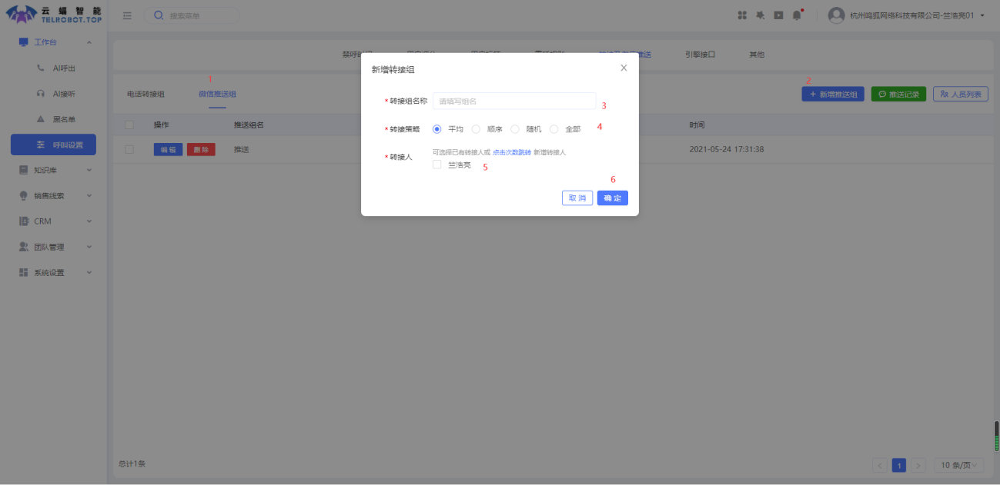 云 蝠 智 能
TELROBOT.TOP
搜索菜单
杭州鸣狐网络科技有限公司-竺浩亮01
工作台
AI呼出
AI接听
黑名单
呼叫设置
知识库
销售线索
CRM
团队管理
系统设置
引擎接口
其他
1
电话转接组
微信推送组
2
+ 新增推送组
推送记录
人员列表
操作
推送组名
时间
编 辑
删 除
推送
2021-05-24 17:31:38
新增转接组
* 转接组名称
请填写组名
3
* 转接策略
平均
顺序
随机
全部
4
* 转接人
可选择已有转接人或 点击次数跳转 新增转接人
竺浩亮
5
6
取 消
确 定
总计1条
<
1
>
10 条/页